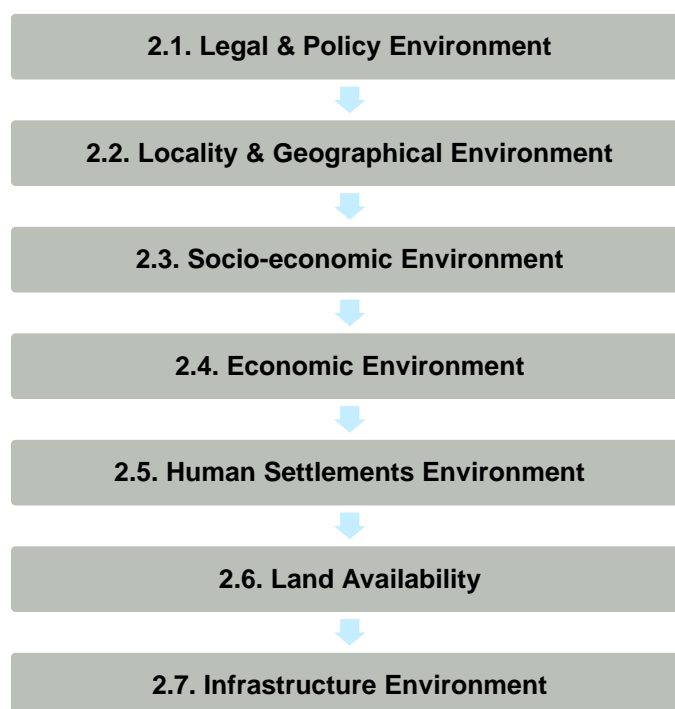 2.1. Legal & Policy Environment
2.2. Locality & Geographical Environment
2.3. Socio-economic Environment
2.4. Economic Environment
2.5. Human Settlements Environment
2.6. Land Availability
2.7. Infrastructure Environment